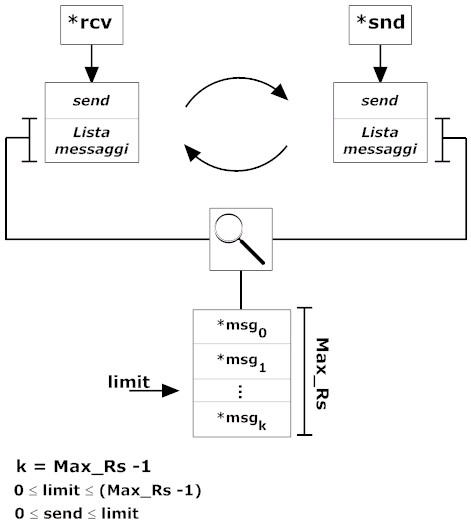 *rcv
*snd
send
Lista
messaggi
send
Lista
messaggi
*msg0
*msg1
⋮
*msgk
limit
Max_Rs
k = Max_Rs -1
0 ≤ limit ≤ (Max_Rs -1)
0 ≤ send ≤ limit